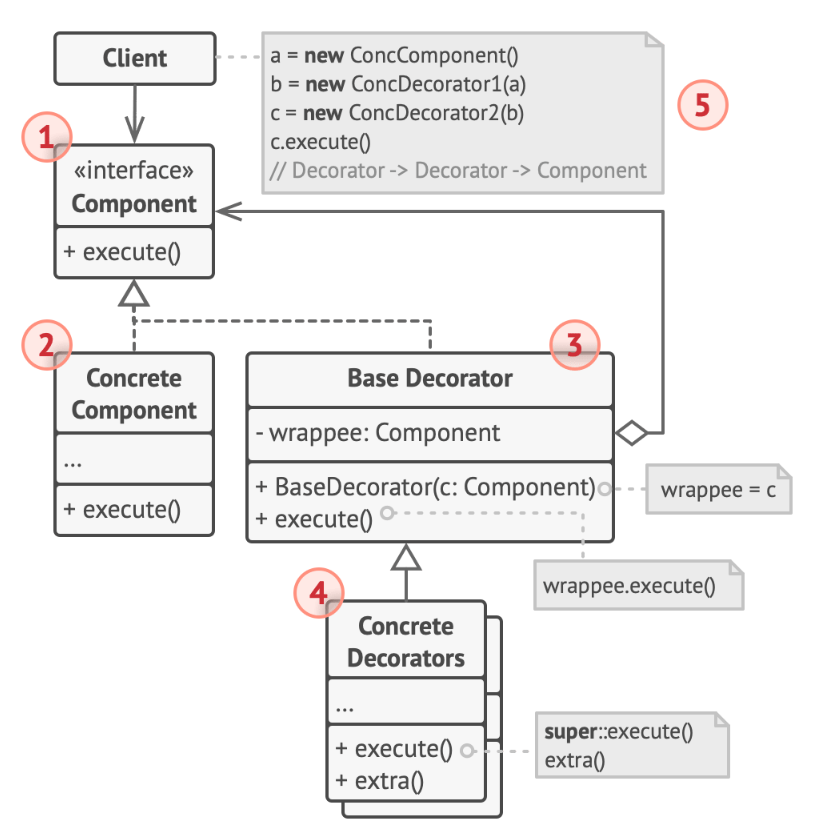 Client
a = new ConcComponent()
b = new ConcDecorator1(a)
c = new ConcDecorator2(b)
c.execute()
// Decorator -> Decorator -> Component
5
1
«interface»
Component
+ execute()
2
Concrete
Component
...
+ execute()
3
Base Decorator
- wrappee: Component
+ BaseDecorator(c: Component)
+ execute()
wrappee = c
wrappee.execute()
4
Concrete
Decorators
...
+ execute()
+ extra()
super::execute()
extra()